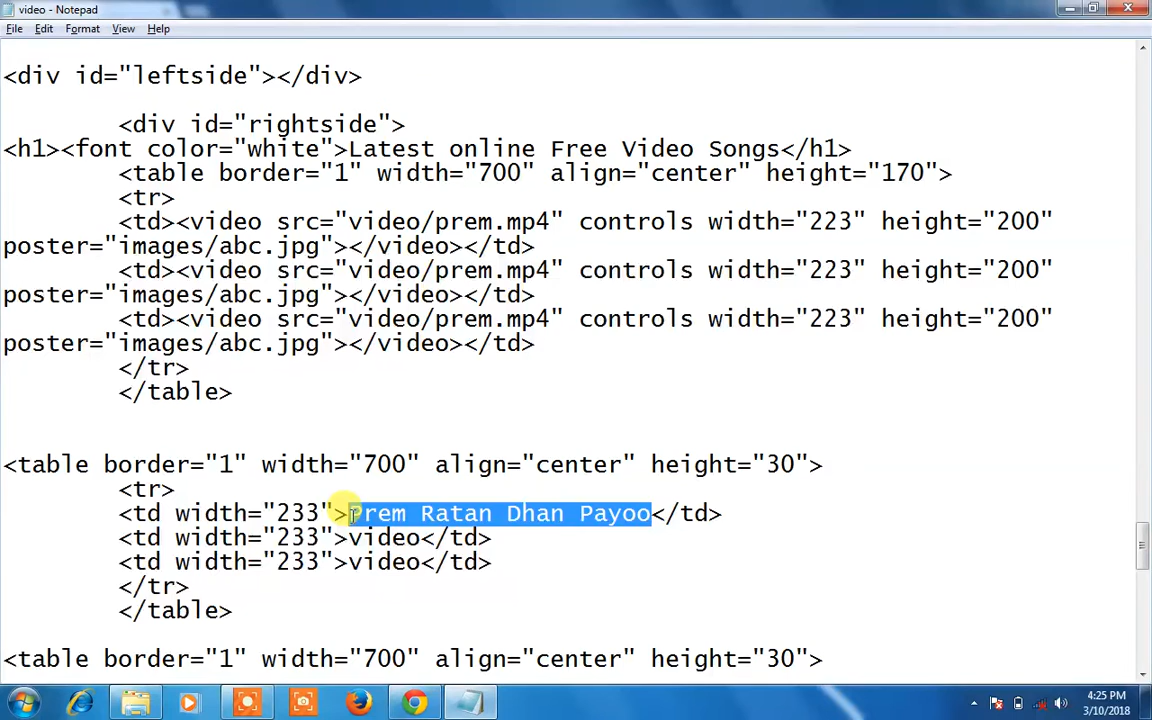 video - Notepad
File Edit Format View Help
<div id="leftside"></div>
<div id="rightside">
<h1><font color="white">Latest online Free Video Songs</h1>
<table border="1" width="700" align="center" height="170">
<tr>
<td><video src="video/prem.mp4" controls width="223" height="200"
poster="images/abc.jpg"></video></td>
<td><video src="video/prem.mp4" controls width="223" height="200"
poster="images/abc.jpg"></video></td>
<td><video src="video/prem.mp4" controls width="223" height="200"
poster="images/abc.jpg"></video></td>
</tr>
</table>
<table border="1" width="700" align="center" height="30">
<tr>
<td width="233">Prem Ratan Dhan Payoo</td>
<td width="233">video</td>
<td width="233">video</td>
</tr>
</table>
<table border="1" width="700" align="center" height="30">
4:25 PM
3/10/2018